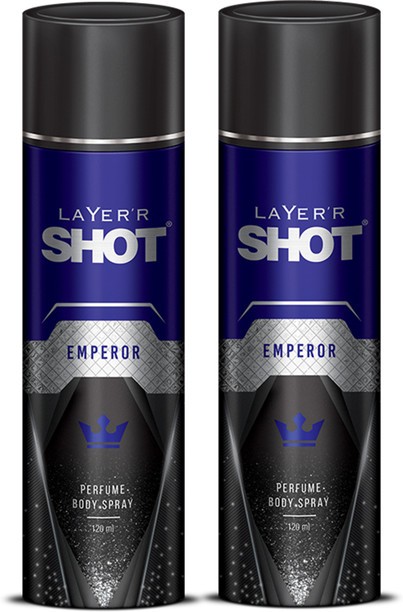 LAYER'R
SHOT®
EMPEROR
PERFUME
BODY SPRAY
120 ml
LAYER'R
SHOT®
EMPEROR
PERFUME
BODY SPRAY
120 ml